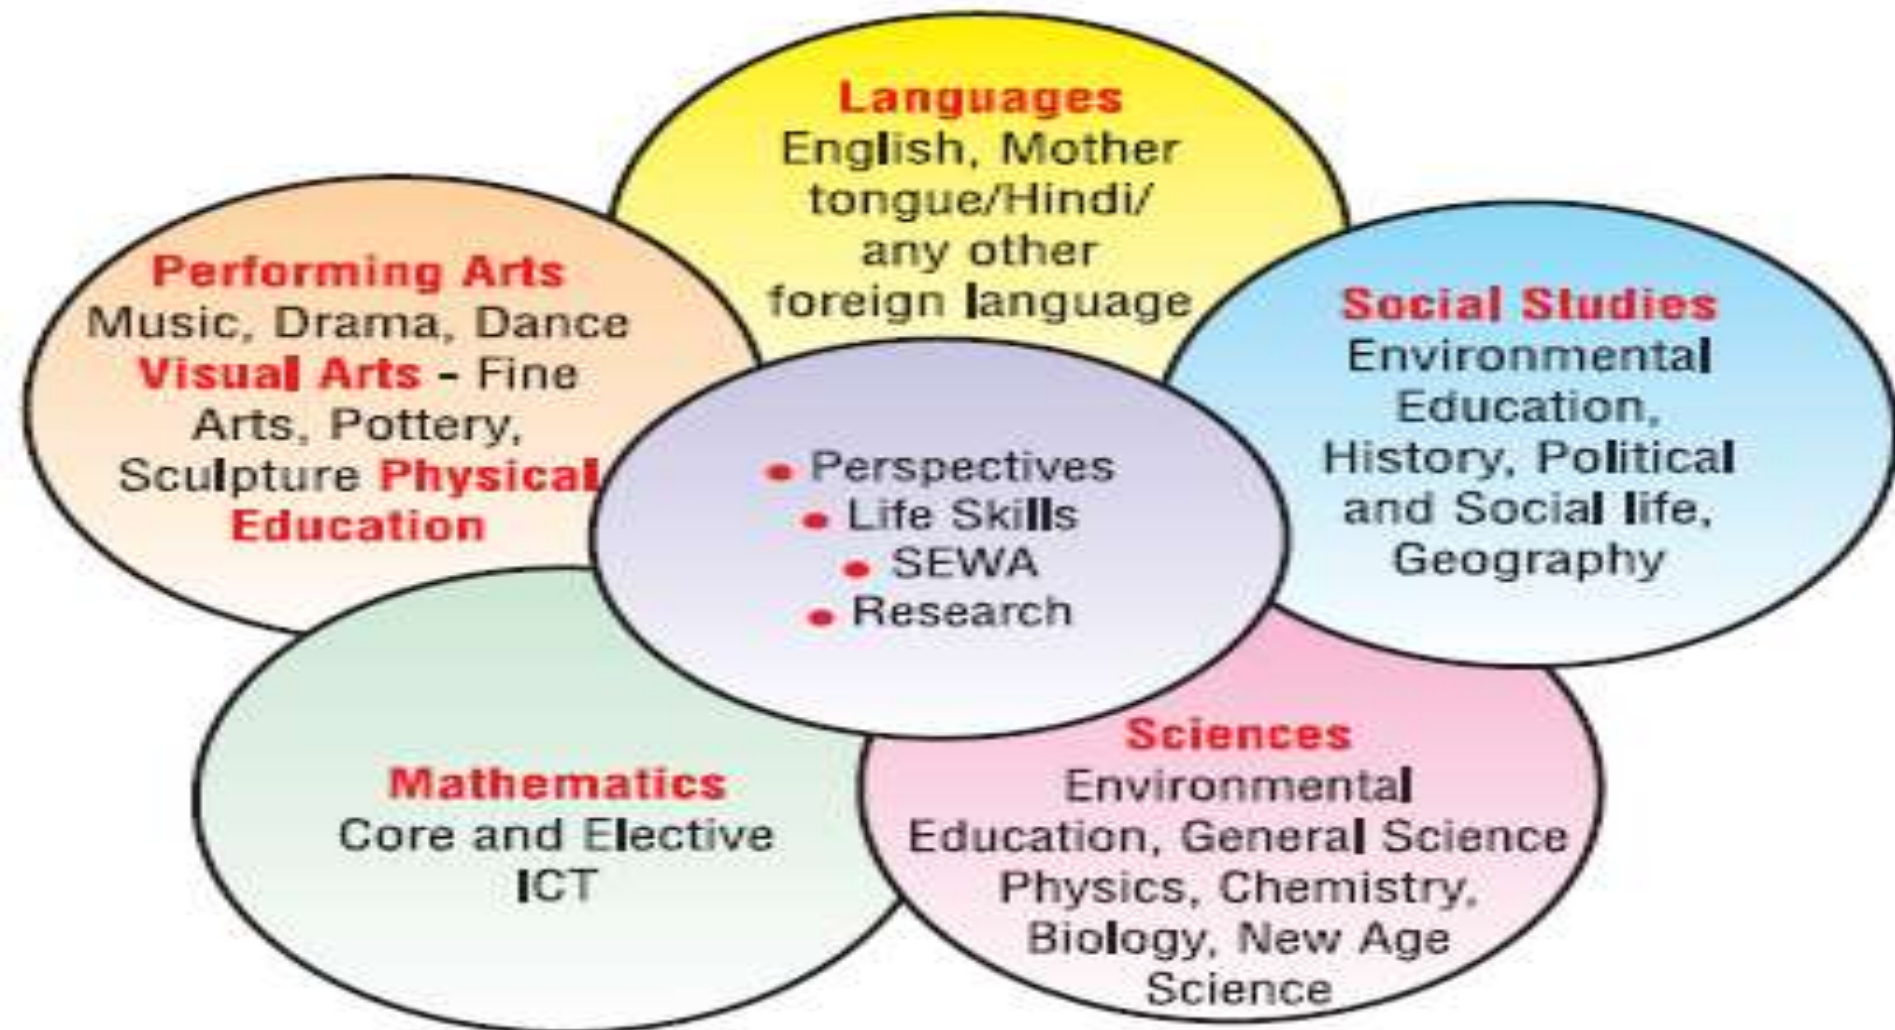 Languages
English, Mother
tongue/Hindi/
any other
foreign language
Performing Arts
Music, Drama, Dance
Visual Arts - Fine
Arts, Pottery,
Sculpture Physical
Education
Social Studies
Environmental
Education,
History, Political
and Social life,
Geography
• Perspectives
• Life Skills
• SEWA
• Research
Mathematics
Core and Elective
ICT
Sciences
Environmental
Education, General Science
Physics, Chemistry,
Biology, New Age
Science